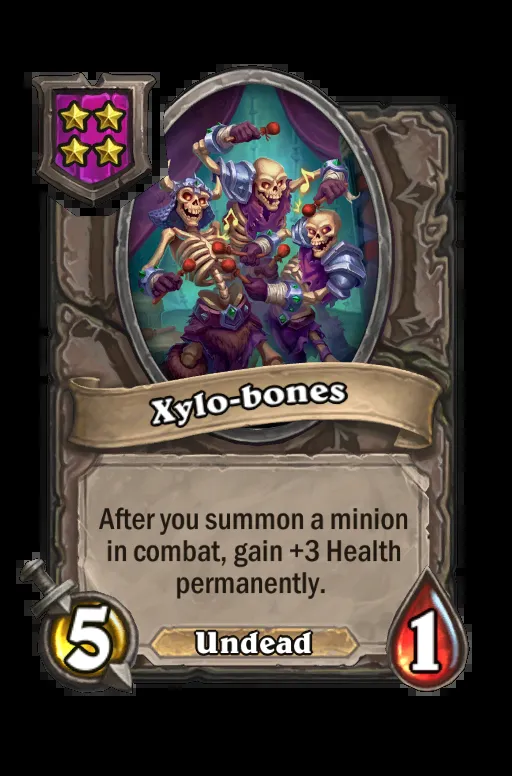 Xylo-bones
After you summon a minion
in combat, gain +3 Health
permanently.
5
Undead
1